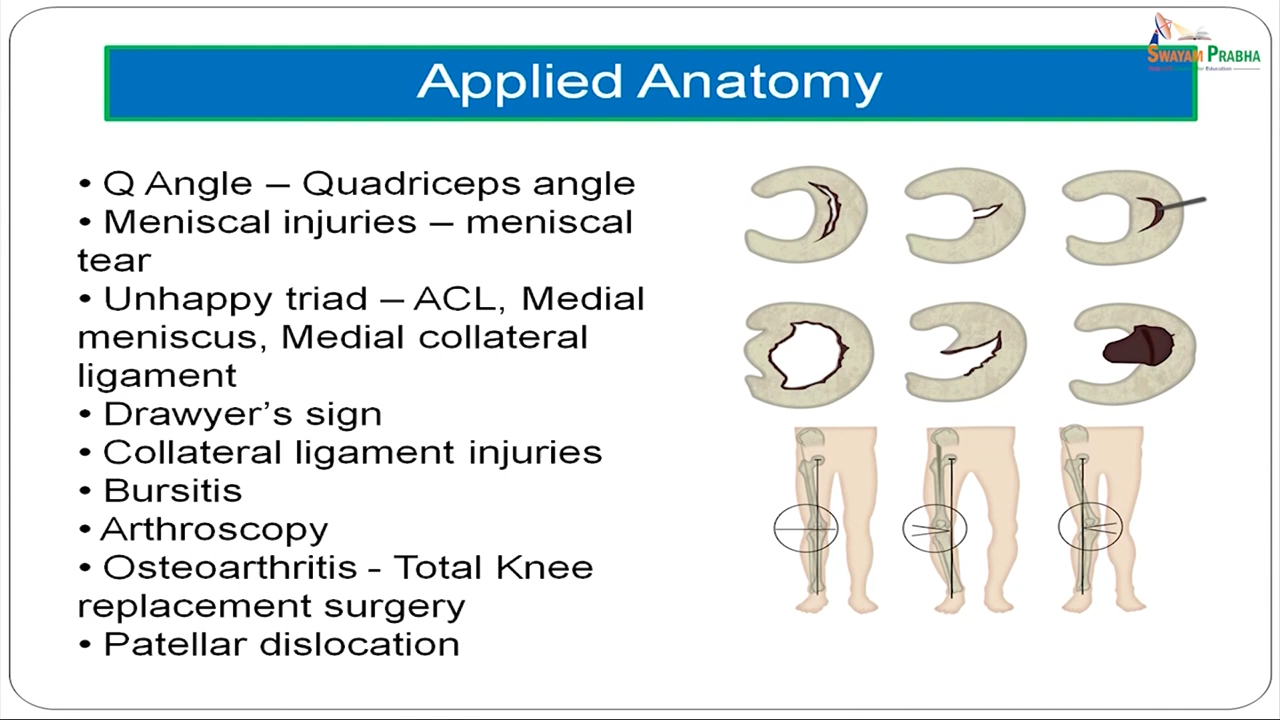 SWAYAM PRABHA
Applied Anatomy
• Q Angle – Quadriceps angle
• Meniscal injuries – meniscal
tear
• Unhappy triad – ACL, Medial
meniscus, Medial collateral
ligament
• Drawyer’s sign
• Collateral ligament injuries
• Bursitis
• Arthroscopy
• Osteoarthritis - Total Knee
replacement surgery
• Patellar dislocation